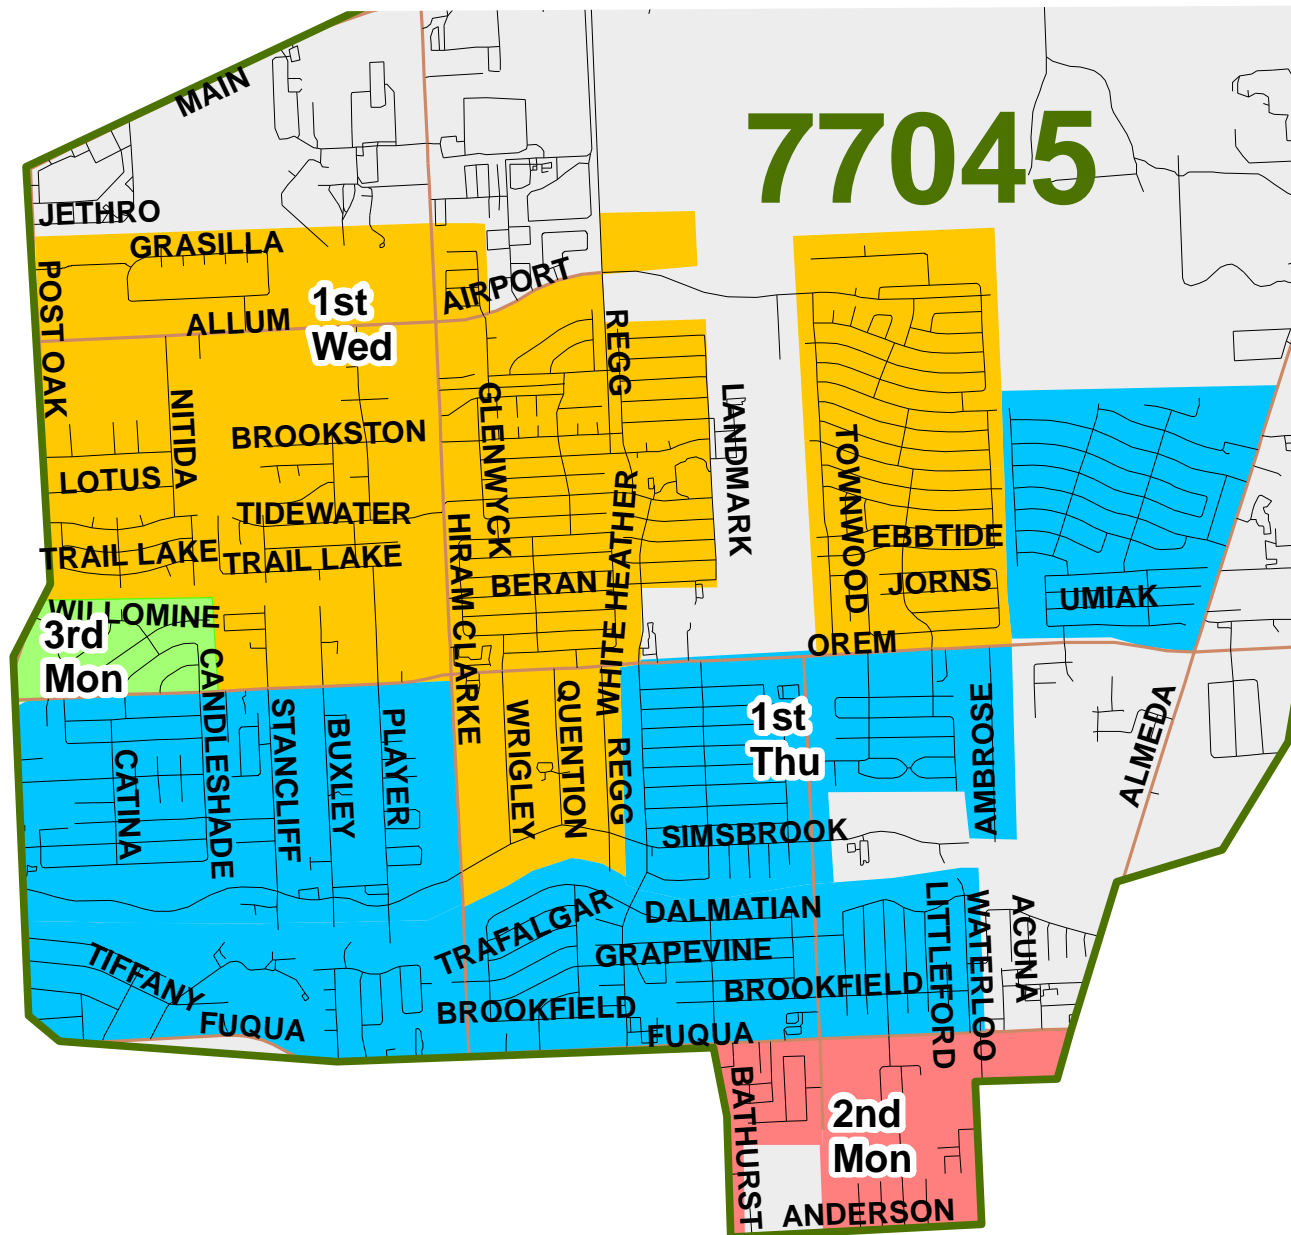 MAIN
77045
JETHRO
GRASILLA
POST OAK
AIRPORT
1st
Wed
ALLUM
REGG
NITIDA
GLENWYCK
LANDMARK
BROOKSTON
TOWNWOOD
LOTUS
TIDEWATER
HIRAM CLARKE
WHITE HEATHER
EBBTIDE
TRAIL LAKE
TRAIL LAKE
BERAN
JORNS
UMIAK
WILLOMINE
3rd
Mon
OREM
CANDLESHADE
STANCLIFF
BUXLEY
PLAYER
WRIGLEY
QUENTION
REGG
1st
Thu
AMBROSE
ALMEDA
CATINA
SIMSBROOK
TRAFALGAR
DALMATIAN
LITTLEFORD
WATERLOO
ACUNA
GRAPEVINE
TIFFANY
BROOKFIELD
BROOKFIELD
FUQUA
FUQUA
BATHURST
2nd
Mon
ANDERSON